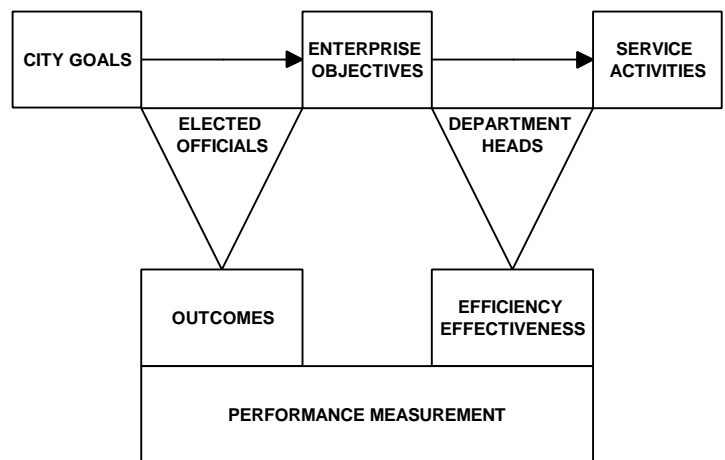 CITY GOALS
ENTERPRISE
OBJECTIVES
SERVICE
ACTIVITIES
ELECTED
OFFICIALS
DEPARTMENT
HEADS
OUTCOMES
EFFICIENCY
EFFECTIVENESS
PERFORMANCE MEASUREMENT